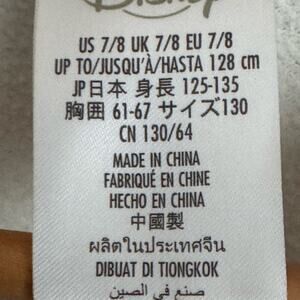 Disney
US 7/8 UK 7/8 EU 7/8
UP TO/JUSQU'À/HASTA 128 cm
JP日本 身長 125-135
胸囲 61-67 サイズ130
CN 130/64
MADE IN CHINA
FABRIQUÉ EN CHINE
HECHO EN CHINA
中國製
ผลิตในประเทศจีน
DIBUAT DI TIONGKOK
صنع في الصين